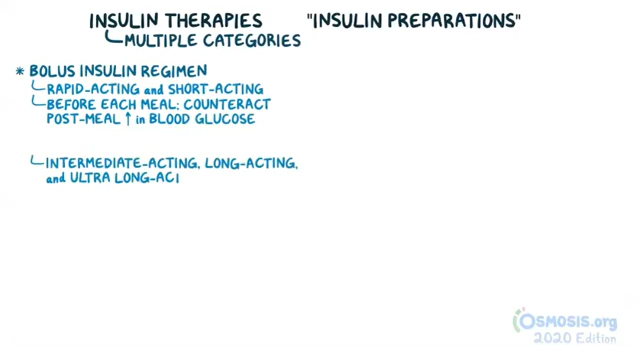 INSULIN THERAPIES "INSULIN PREPARATIONS"
MULTIPLE CATEGORIES
* BOLUS INSULIN REGIMEN
RAPID-ACTING and SHORT-ACTING
BEFORE EACH MEAL; COUNTERACT
POST-MEAL ↑ in BLOOD GLUCOSE
INTERMEDIATE-ACTING, LONG-ACTING,
and ULTRA LONG-ACI
OSMOSIS.org
2020 Edition